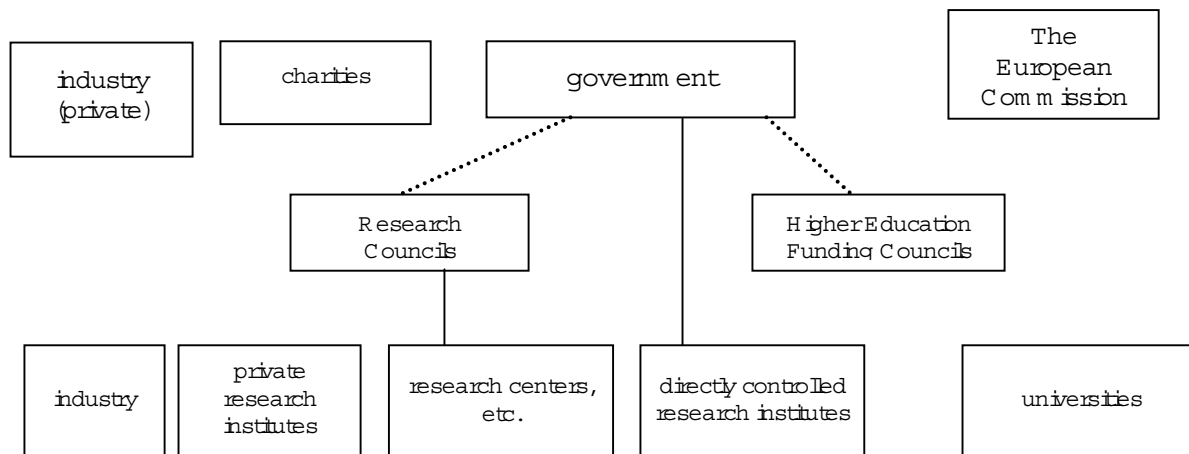 industry
(private)
charities
government
The
European
Commission
Research
Councils
Higher Education
Funding Councils
industry
private
research
institutes
research centers,
etc.
directly controlled
research institutes
universities